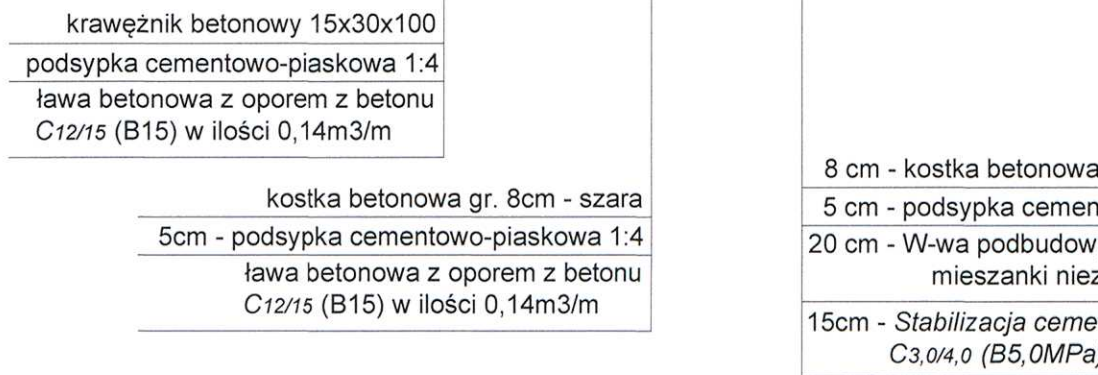 krawężnik betonowy 15x30x100
podsypka cementowo-piaskowa 1:4
ława betonowa z oporem z betonu
C12/15 (B15) w ilości 0,14m3/m
kostka betonowa gr. 8cm - szara
5cm - podsypka cementowo-piaskowa 1:4
ława betonowa z oporem z betonu
C12/15 (B15) w ilości 0,14m3/m
8 cm - kostka betonowa
5 cm - podsypka cemen
20 cm - W-wa podbudow
mieszanki niez
15cm - Stabilizacja ceme
C3,0/4,0 (B5,0MPa)